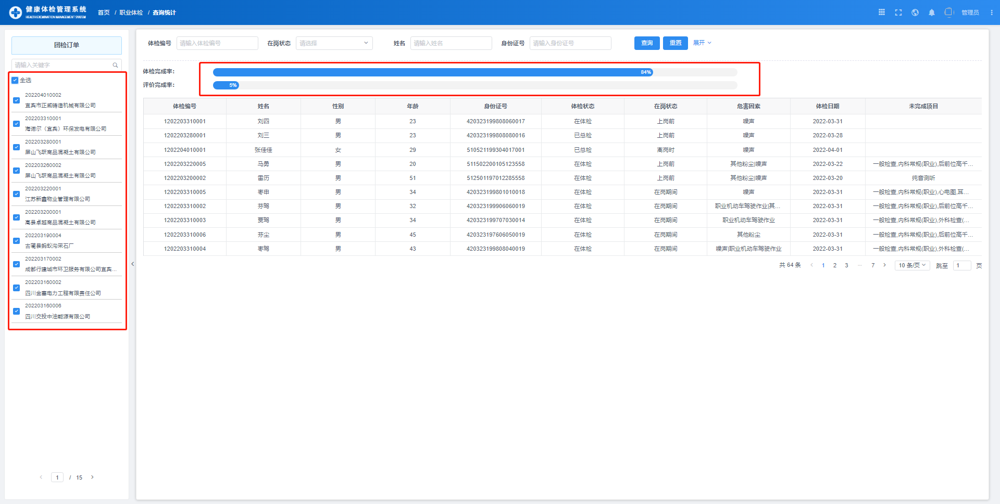 健康体检管理系统
HEALTH EXCMINATION MANAGEMENT SYSTEM
首页 / 职业体检 / 查询统计
管理员
团检订单
请输入关键字
全选
202204010002
宜宾市正威铸造机械有限公司
202203310001
海诺尔（宜宾）环保发电有限公司
202203280001
屏山飞跃商品混凝土有限公司
202203260002
屏山飞跃商品混凝土有限公司
202203220001
江苏新鑫物业管理有限公司
202203200001
高县卓越商品混凝土有限公司
202203190004
古蔺县蚂蚁沟采石厂
202203170002
成都行建城市环卫服务有限公司宜宾...
202203160002
四川金塞电力工程有限责任公司
202203160006
四川交投中油能源有限公司
1 / 15
体检编号 请输入体检编号 在岗状态 请选择 姓名 请输入姓名 身份证号 请输入身份证号 查询 重置 展开
体检完成率： 84%
评价完成率： 5%
体检编号 姓名 性别 年龄 身份证号 体检状态 在岗状态 危害因素 体检日期 未完成项目
1202203310001 刘四 男 23 420323199808060017 在体检 上岗前 噪声 2022-03-31
1202203280001 刘三 男 23 420323199808080016 已总检 上岗前 噪声 2022-03-28
1202204010001 张佳佳 女 29 510521199304017001 已总检 离岗时 噪声 2022-04-01
1202203220005 马勇 男 20 511502200105123558 在体检 上岗前 其他粉尘|噪声 2022-03-22 一般检查,内科常规(职业),后前位高千...
1202203200002 雷历 男 51 512501197012285558 在体检 上岗前 其他粉尘|噪声 2022-03-20 纯音测听
1202203310005 枣申 男 34 420323199801010018 在体检 在岗期间 噪声 2022-03-31 一般检查,内科常规(职业),心电图,耳...
1202203310002 芬驾 男 32 420323199906060019 在体检 在岗期间 职业机动车驾驶作业|其... 2022-03-31 一般检查,内科常规(职业),后前位高千...
1202203310003 贾驾 男 34 420323199707030014 在体检 在岗期间 职业机动车驾驶作业 2022-03-31 一般检查,内科常规(职业),外科检查(...
1202203310006 芬尘 男 45 420323197606050019 在体检 在岗期间 其他粉尘 2022-03-31 一般检查,内科常规(职业),后前位高千...
1202203310004 枣驾 男 43 420323199808040019 在体检 在岗期间 噪声|职业机动车驾驶作业 2022-03-31 一般检查,内科常规(职业),外科检查(...
共 64 条 1 2 3 ··· 7 10 条/页 跳至 1 页